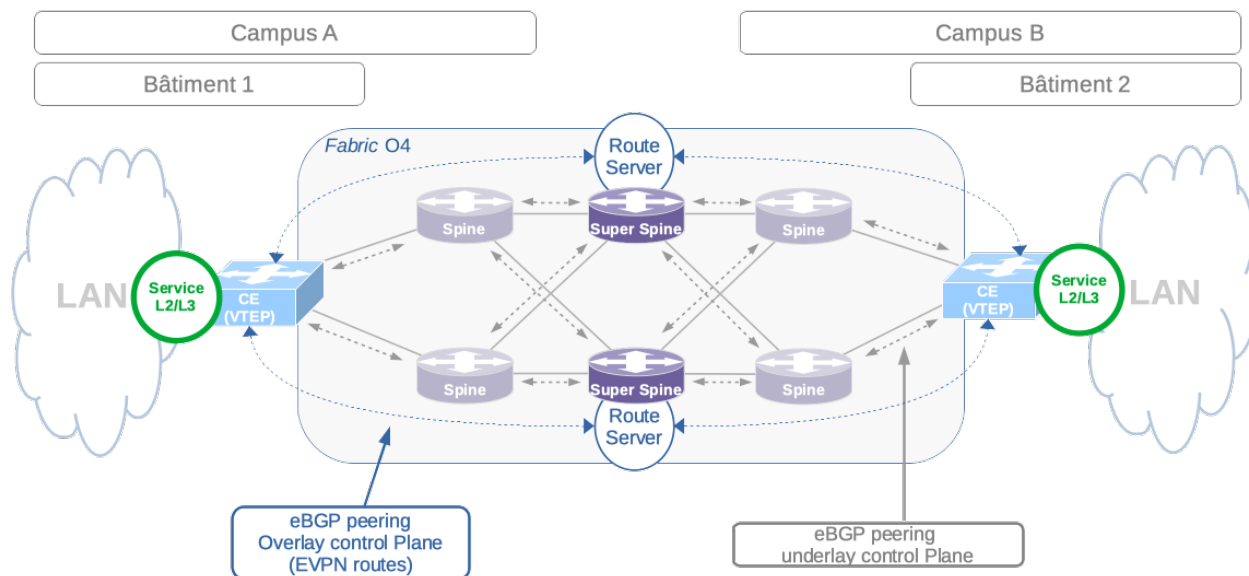 Campus A
Campus B
Bâtiment 1
Bâtiment 2
Fabric O4
Route
Server
Spine
Super Spine
Spine
LAN
Service
L2/L3
CE
(VTEP)
CE
(VTEP)
Service
L2/L3
LAN
Spine
Super Spine
Spine
Route
Server
eBGP peering
Overlay control Plane
(EVPN routes)
eBGP peering
underlay control Plane